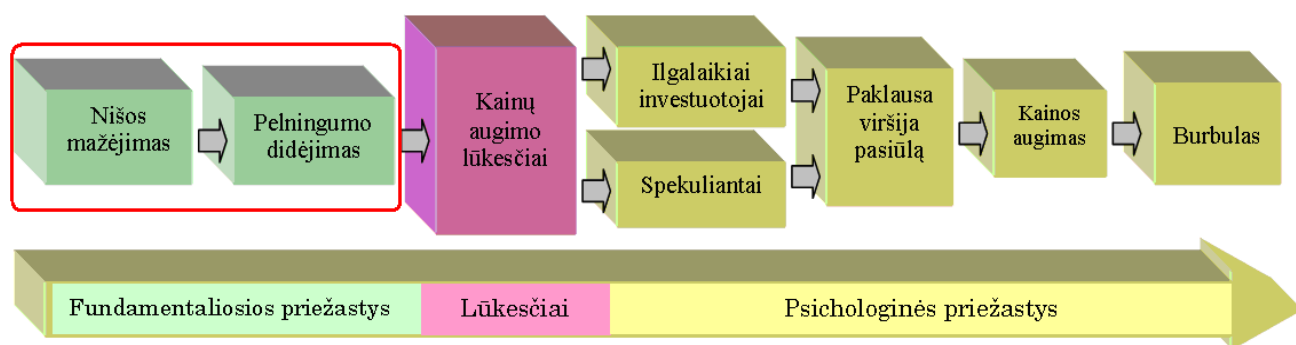 Nišos
mažėjimas
Pelningumo
didėjimas
Kainų
augimo
lūkesčiai
Ilgalaikiai
investuotojai
Spekuliantai
Paklausa
viršija
pasiūlą
Kainos
augimas
Burbulas
Fundamentaliosios priežastys
Lūkesčiai
Psichologinės priežastys